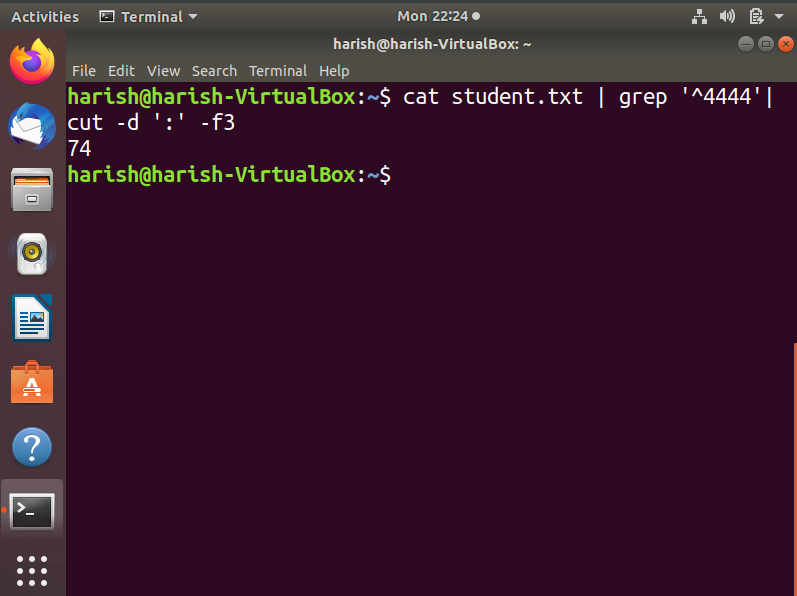 Activities Terminal Mon 22:24
harish@harish-VirtualBox: ~
File Edit View Search Terminal Help
harish@harish-VirtualBox:~$ cat student.txt | grep '^4444'|
cut -d ':' -f3
74
harish@harish-VirtualBox:~$